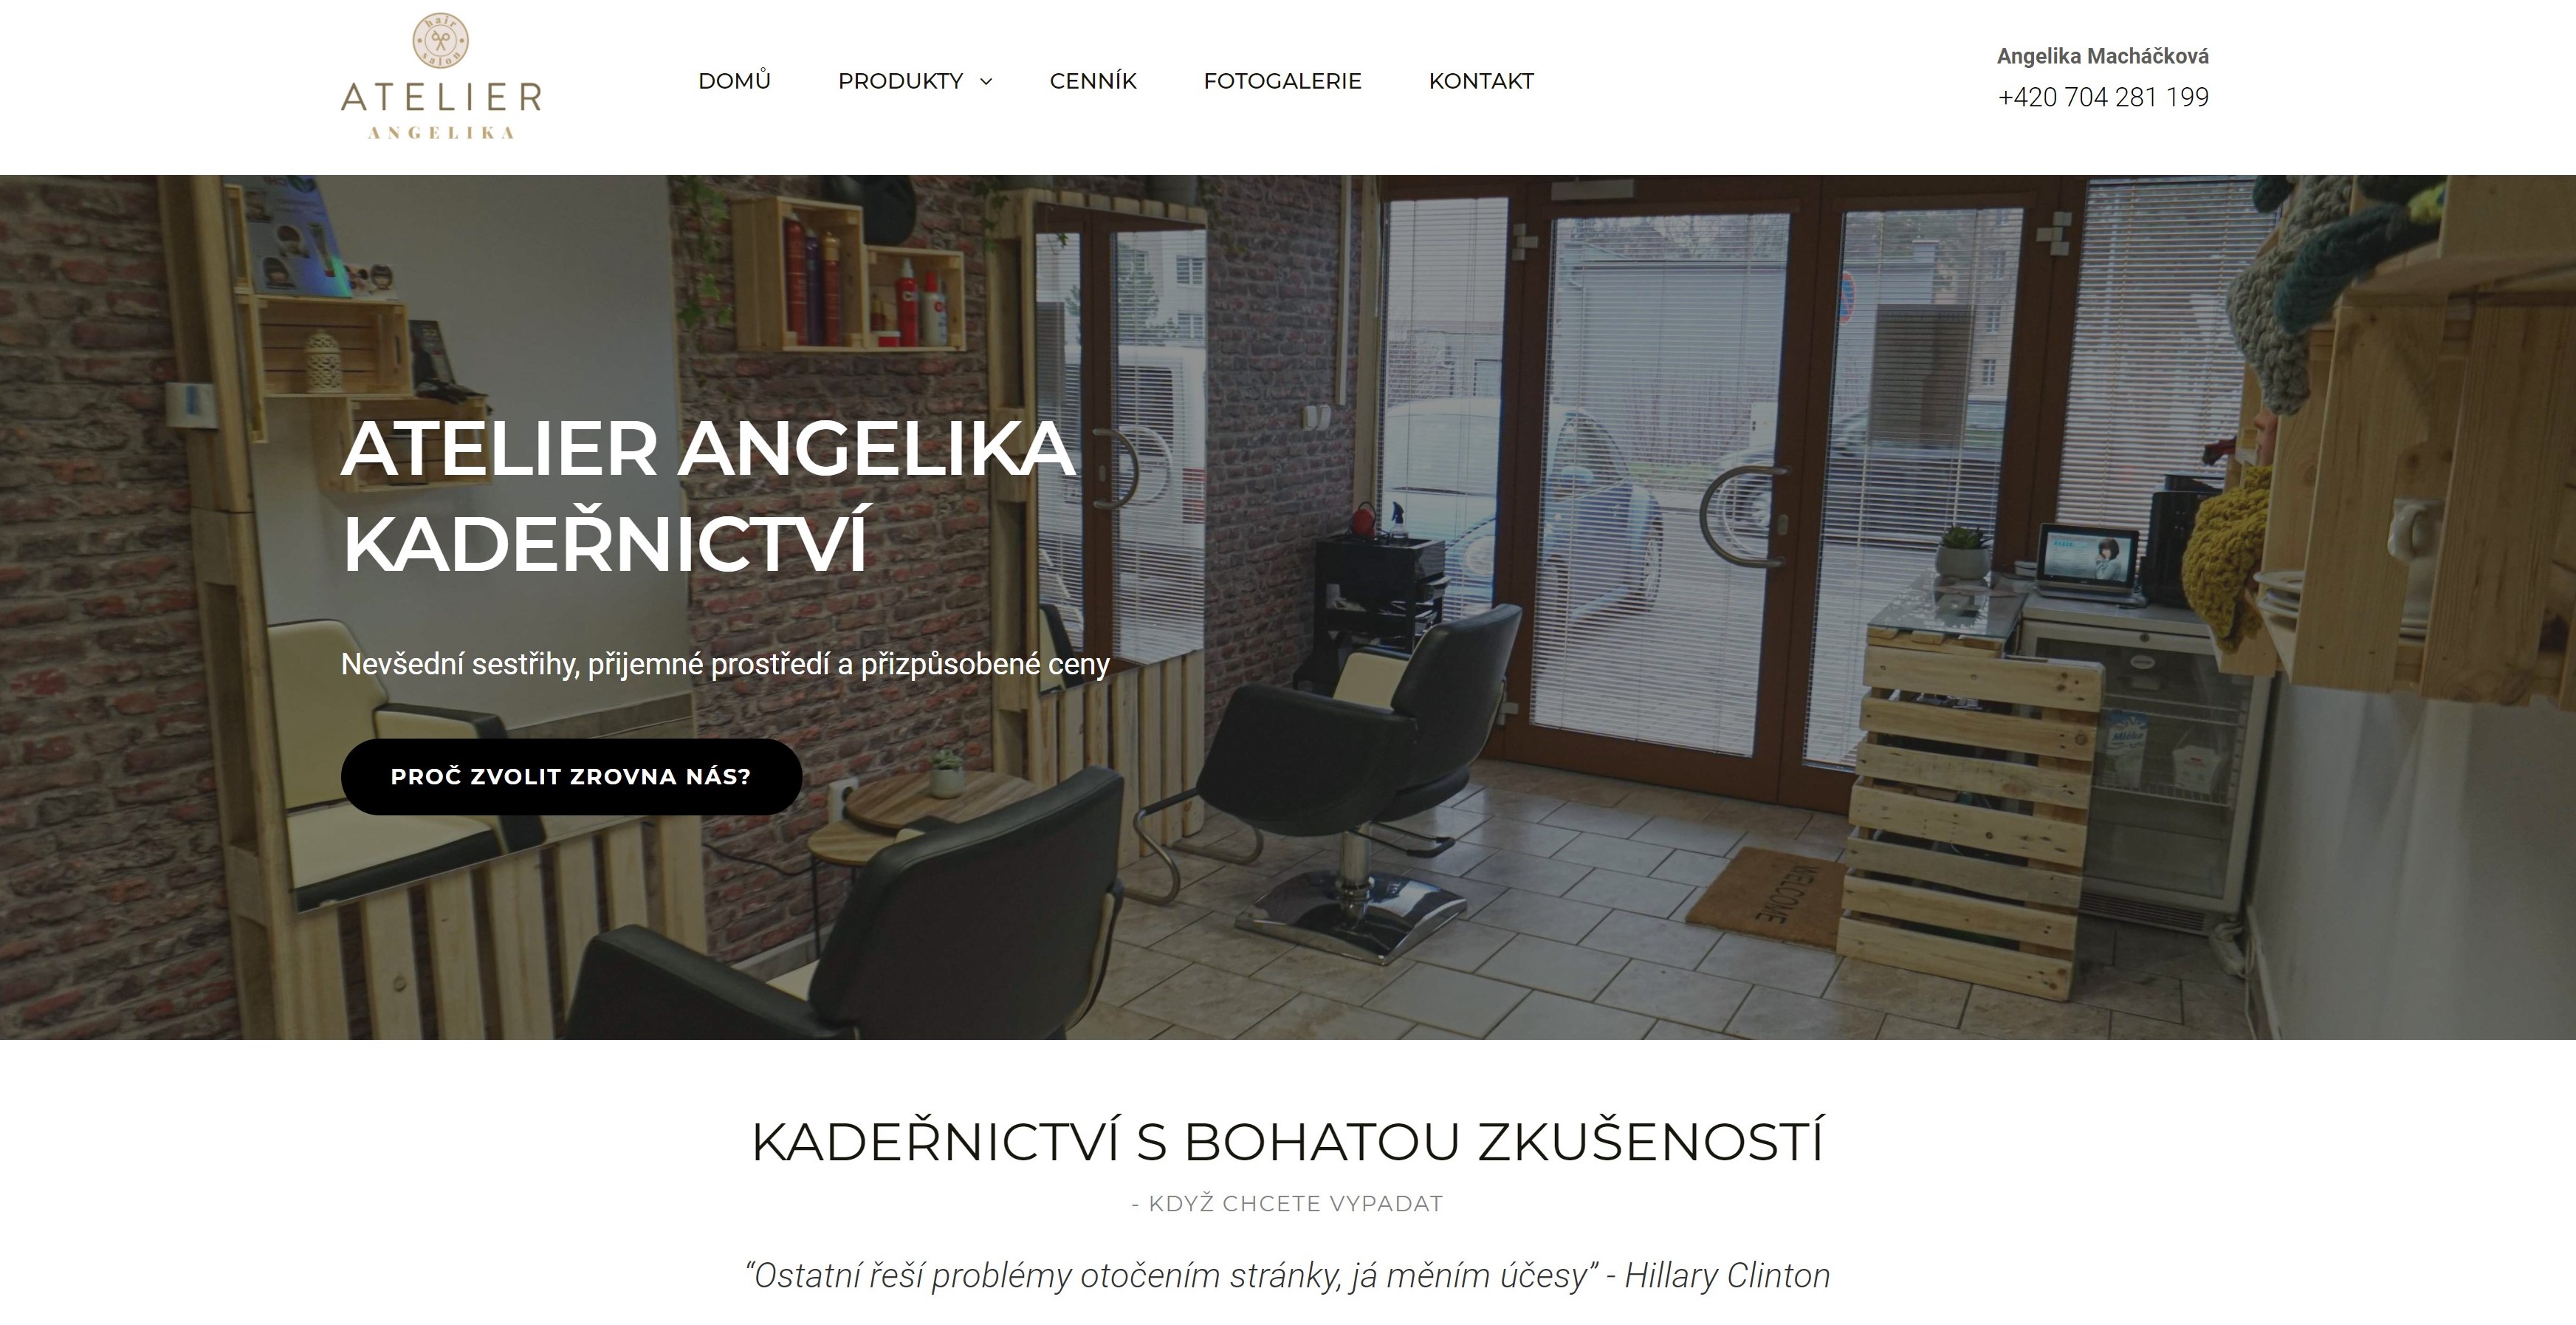 hair
salon
ATELIER
ANGELIKA
DOMŮ
PRODUKTY
CENNÍK
FOTOGALERIE
KONTAKT
Angelika Macháčková
+420 704 281 199
ATELIER ANGELIKA
KADEŘNICTVÍ
Nevšední sestřihy, přijemné prostředí a přizpůsobené ceny
PROČ ZVOLIT ZROVNA NÁS?
WELCOME
KADEŘNICTVÍ S BOHATOU ZKUŠENOSTÍ
- KDYŽ CHCETE VYPADAT
“Ostatní řeší problémy otočením stránky, já měním účesy” - Hillary Clinton